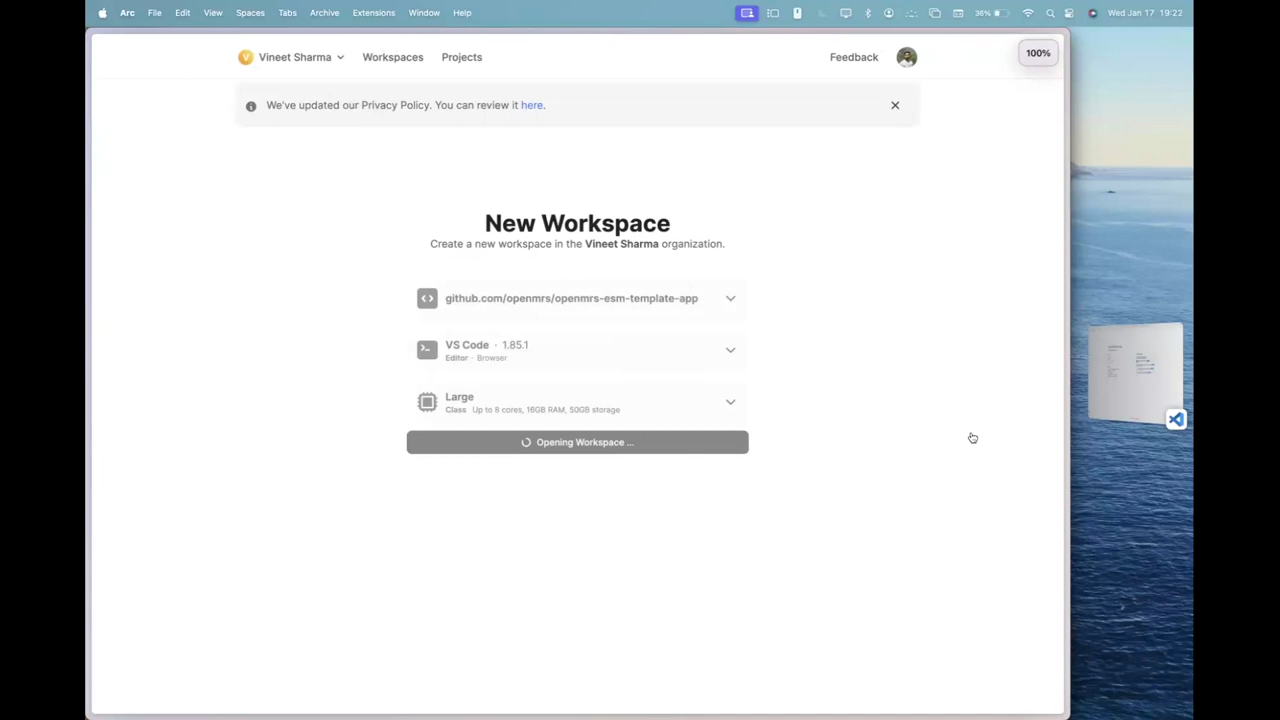 Arc File Edit View Spaces Tabs Archive Extensions Window Help 36% Wed Jan 17 19:22
V Vineet Sharma Workspaces Projects Feedback 100%
We've updated our Privacy Policy. You can review it here.
New Workspace
Create a new workspace in the Vineet Sharma organization.
github.com/openmrs/openmrs-esm-template-app
VS Code · 1.85.1
Editor · Browser
Large
Class Up to 8 cores, 16GB RAM, 50GB storage
Opening Workspace ...